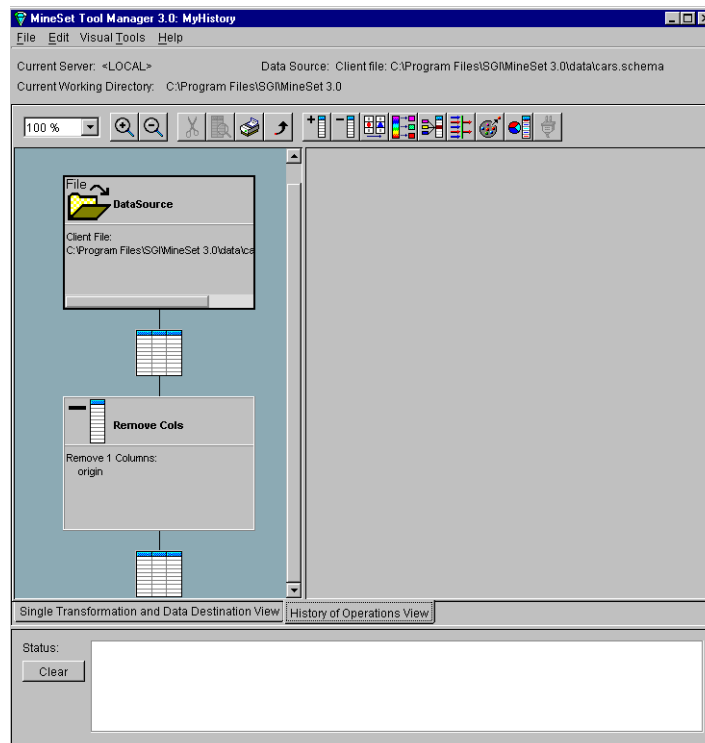 MineSet Tool Manager 3.0: MyHistory
File Edit Visual Tools Help
Current Server: <LOCAL> Data Source: Client file: C:\Program Files\SGI\MineSet 3.0\data\cars.schema
Current Working Directory: C:\Program Files\SGI\MineSet 3.0
100 %
File
DataSource
Client File:
C:\Program Files\SGI\MineSet 3.0\data\ca
Remove Cols
Remove 1 Columns:
origin
Single Transformation and Data Destination View History of Operations View
Status:
Clear